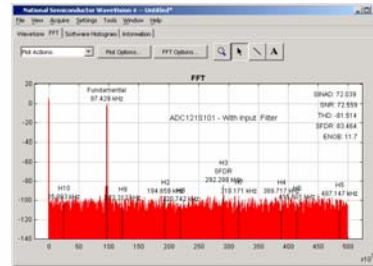 National Semiconductor WaveVision 4 -- Untitled*
File View Acquire Settings Tools Window Help
Waveform FFT Software Histogram Information
Plot Actions Plot Options... FFT Options... A
FFT
20
0
-20
-40
-60
-80
-100
-120
-140
Fundamental
97.429 kHz
ADC121S101 - With Input Filter
SINAD: 72.039
SNR: 72.559
THD: -81.514
SFDR: 83.464
ENOB: 11.7
H3
SFDR
292.288 kHz
H10
H9
H2
194.858 kHz
H4
H5
487.147 kHz
0 50 100 150 200 250 300 350 400 450 500